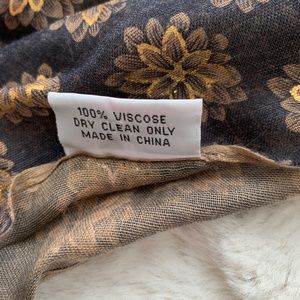 100% VISCOSE
DRY CLEAN ONLY
MADE IN CHINA